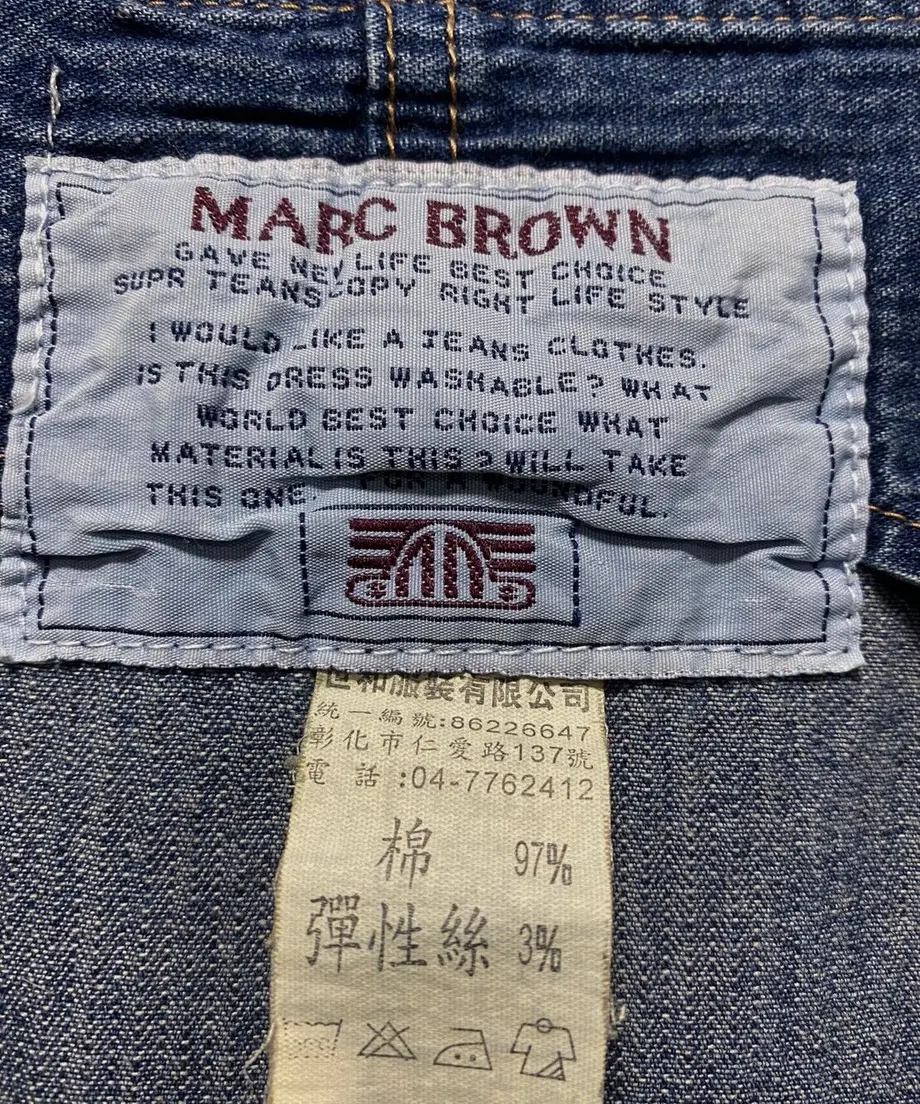 MARC BROWN
GAVE NEW LIFE BEST CHOICE
SUPR TEANS COPY RIGHT LIFE STYLE
I WOULD LIKE A JEANS CLOTHES.
IS THIS DRESS WASHABLE? WHAT
WORLD BEST CHOICE WHAT
MATERIAL IS THIS? WILL TAKE
THIS ONE. FOR A WOUNDFUL.
世和服裝有限公司
統一編號:86226647
彰化市仁愛路137號
電話:04-7762412
棉 97%
彈性絲 3%